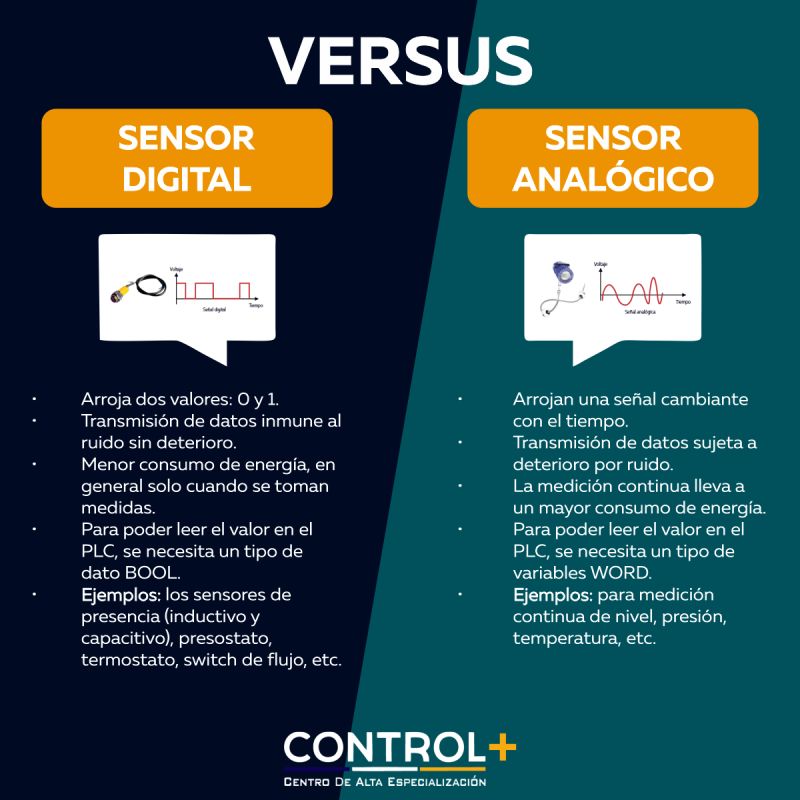 VERSUS
SENSOR
DIGITAL
Voltaje
Tiempo
Señal digital
· Arroja dos valores: 0 y 1.
· Transmisión de datos inmune al
ruido sin deterioro.
· Menor consumo de energía, en
general solo cuando se toman
medidas.
· Para poder leer el valor en el
PLC, se necesita un tipo de
dato BOOL.
· Ejemplos: los sensores de
presencia (inductivo y
capacitivo), presostato,
termostato, switch de flujo, etc.
SENSOR
ANALÓGICO
Voltaje
Tiempo
Señal analógica
· Arrojan una señal cambiante
con el tiempo.
· Transmisión de datos sujeta a
deterioro por ruido.
· La medición continua lleva a
un mayor consumo de energía.
· Para poder leer el valor en el
PLC, se necesita un tipo de
variables WORD.
· Ejemplos: para medición
continua de nivel, presión,
temperatura, etc.
CONTROL+
CENTRO DE ALTA ESPECIALIZACIÓN